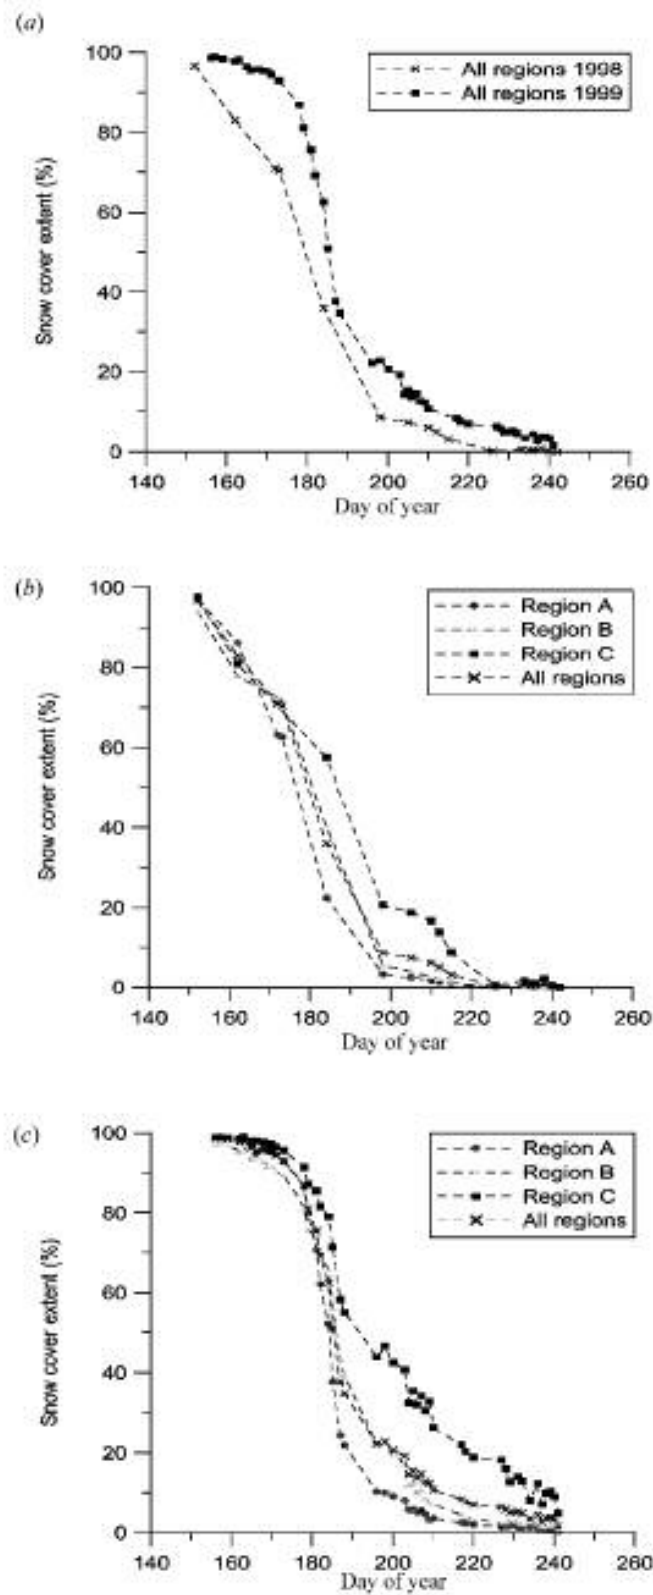 (a)
100
80
60
40
20
0
Snow cover extent (%)
All regions 1998
All regions 1999
140 160 180 200 220 240 260
Day of year
(b)
100
80
60
40
20
0
Snow cover extent (%)
Region A
Region B
Region C
All regions
140 160 180 200 220 240 260
Day of year
(c)
100
80
60
40
20
0
Snow cover extent (%)
Region A
Region B
Region C
All regions
140 160 180 200 220 240 260
Day of year